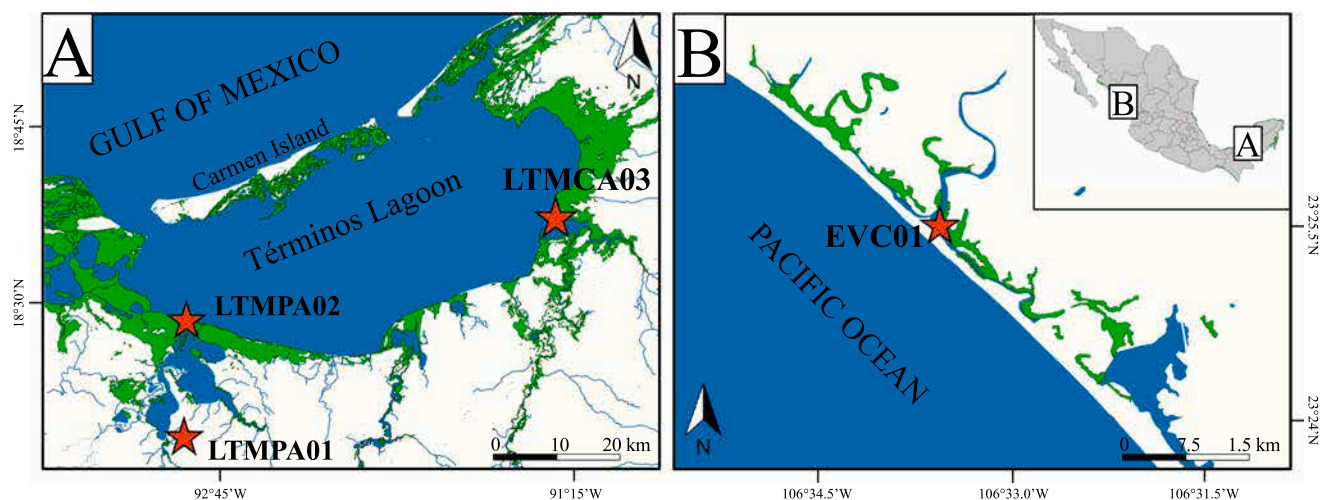 A
GULF OF MEXICO
Carmen Island
Términos Lagoon
LTMCA03
LTMPA02
LTMPA01
N
0 10 20 km
18°45'N
18°30'N
92°45'W
91°15'W
B
PACIFIC OCEAN
EVC01
N
0 7.5 1.5 km
B
A
23°25.5'N
23°24'N
106°34.5'W
106°33.0'W
106°31.5'W